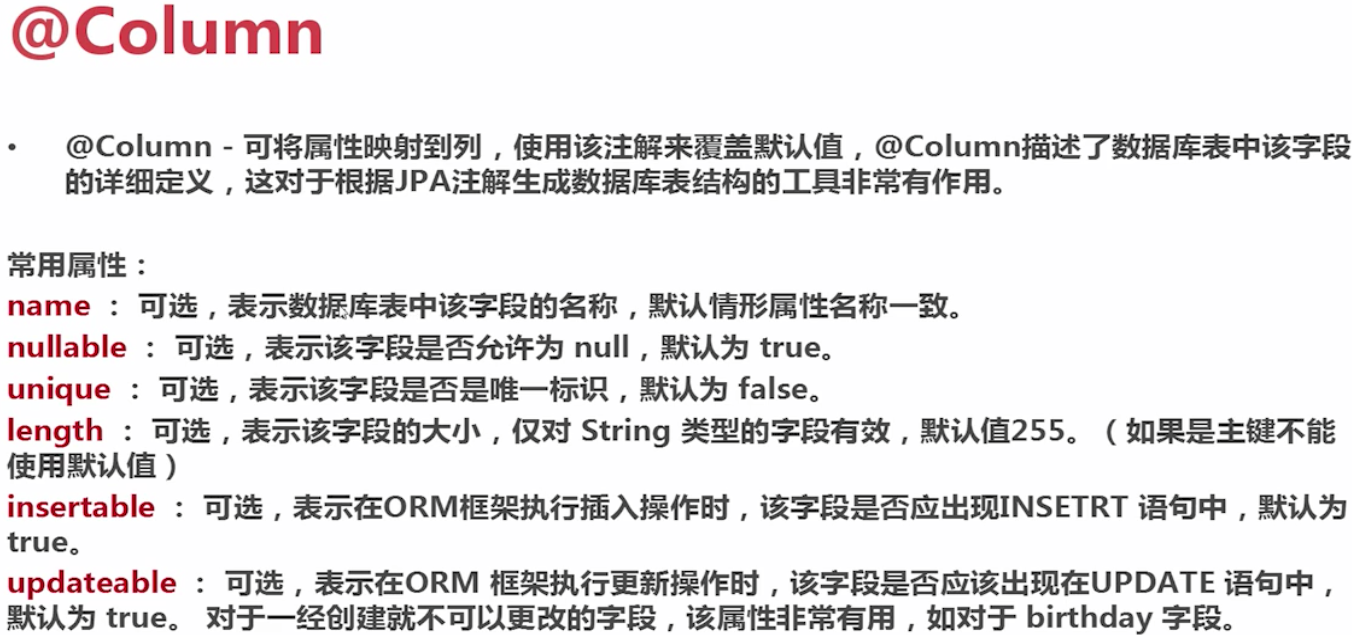 @Column
• @Column - 可将属性映射到列，使用该注解来覆盖默认值，@Column描述了数据库表中该字段
的详细定义，这对于根据JPA注解生成数据库表结构的工具非常有作用。
常用属性：
name ： 可选，表示数据库表中该字段的名称，默认情形属性名称一致。
nullable ： 可选，表示该字段是否允许为 null，默认为 true。
unique ： 可选，表示该字段是否是唯一标识，默认为 false。
length ： 可选，表示该字段的大小，仅对 String 类型的字段有效，默认值255。（如果是主键不能
使用默认值）
insertable ： 可选，表示在ORM框架执行插入操作时，该字段是否应出现INSETRT 语句中，默认为
true。
updateable ： 可选，表示在ORM 框架执行更新操作时，该字段是否应该出现在UPDATE 语句中，
默认为 true。 对于一经创建就不可以更改的字段，该属性非常有用，如对于 birthday 字段。